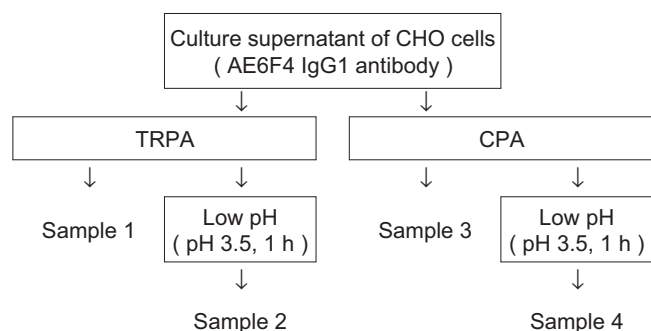 Culture supernatant of CHO cells
( AE6F4 IgG1 antibody )
↓ ↓
TRPA CPA
↓ ↓ ↓ ↓
Sample 1 Low pH Sample 3 Low pH
( pH 3.5, 1 h ) ( pH 3.5, 1 h )
↓ ↓
Sample 2 Sample 4